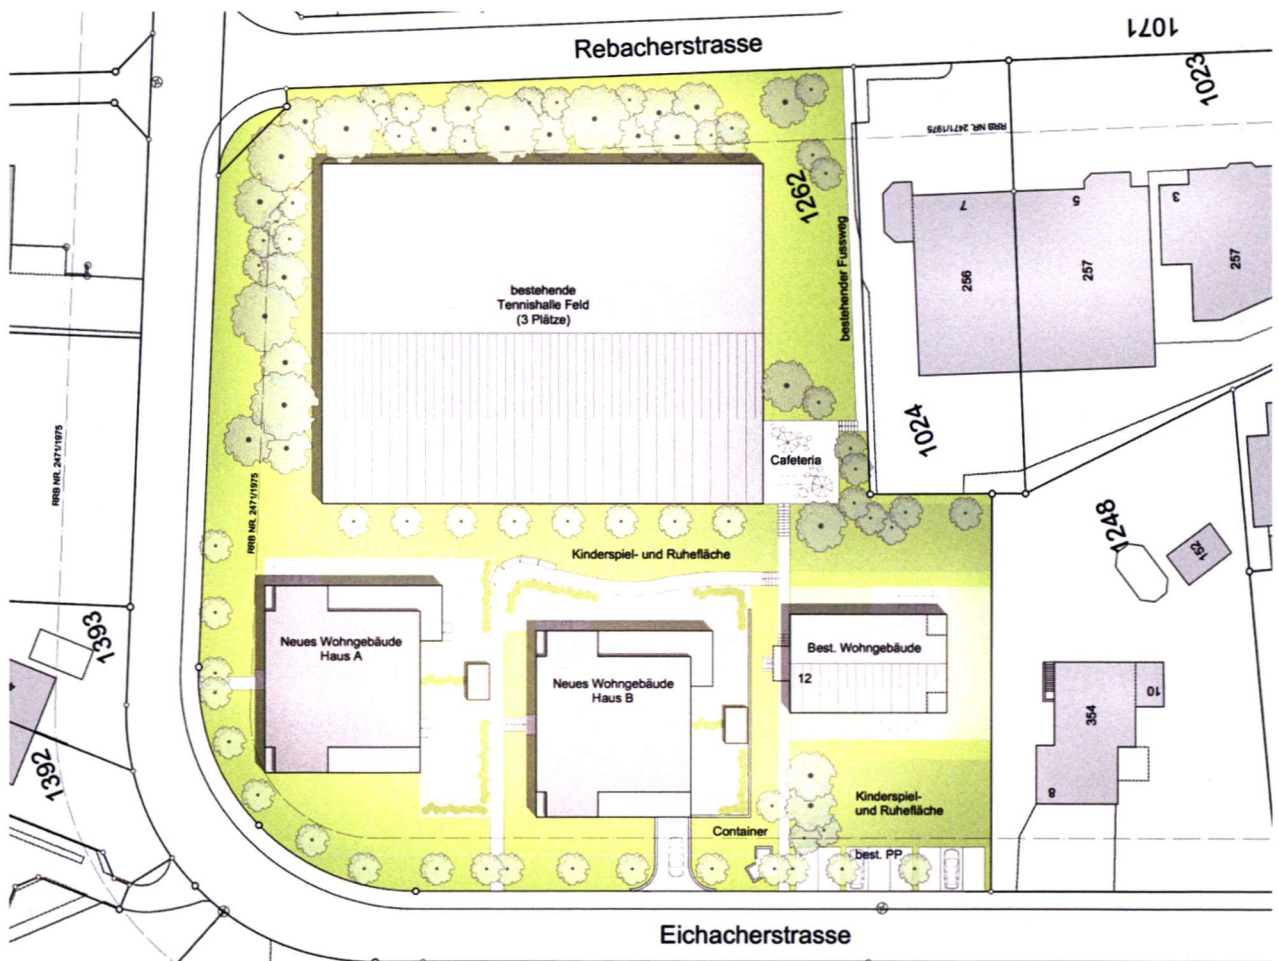 Rebacherstrasse
1071
1023
RRB NR. 2471/1975
1262
bestehender Fussweg
7
5
3
256
257
257
bestehende
Tennishalle Feld
(3 Plätze)
RRB NR. 2471/1975
RRB NR. 2471/1975
1024
Cafeteria
1248
152
Kinderspiel- und Ruhefläche
1393
4
1392
Neues Wohngebäude
Haus A
Neues Wohngebäude
Haus B
Best. Wohngebäude
12
10
354
8
Kinderspiel-
und Ruhefläche
Container
best. PP
Eichacherstrasse